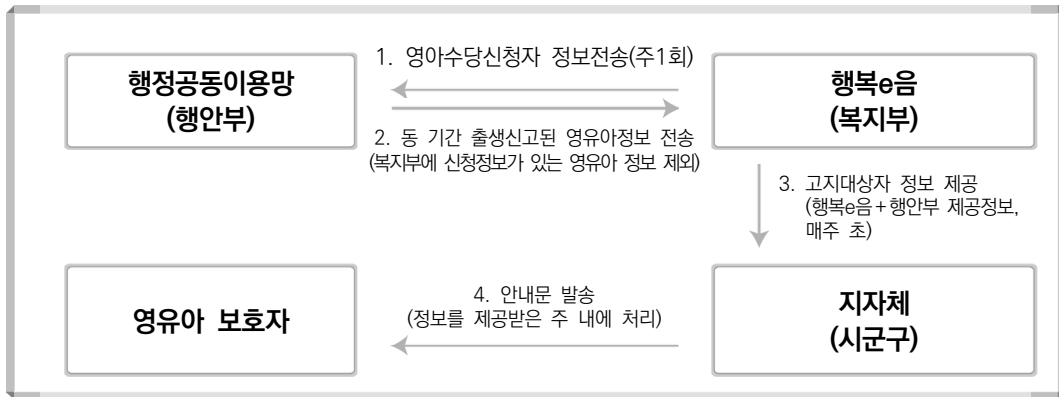 행정공동이용망
(행안부)
1. 영아수당신청자 정보전송(주1회)
2. 동 기간 출생신고된 영유아정보 전송
(복지부에 신청정보가 있는 영유아 정보 제외)
행복e음
(복지부)
3. 고지대상자 정보 제공
(행복e음+행안부 제공정보,
매주 초)
영유아 보호자
4. 안내문 발송
(정보를 제공받은 주 내에 처리)
지자체
(시군구)